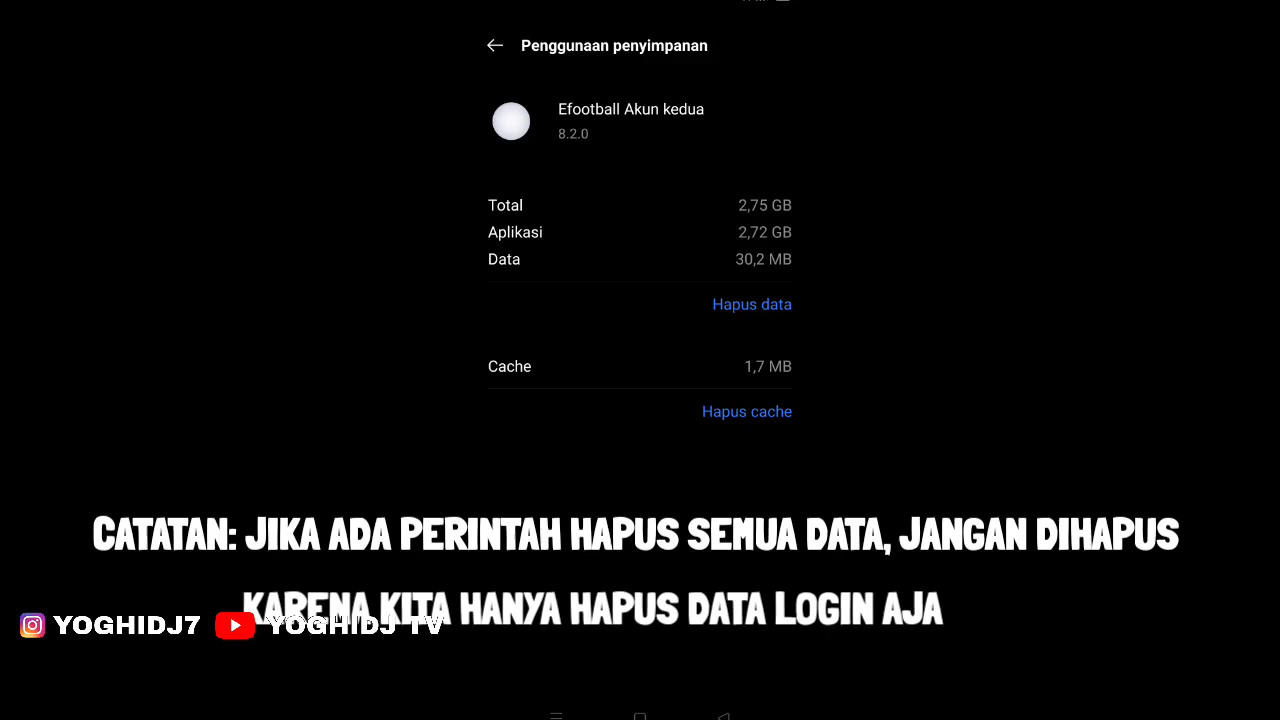 Penggunaan penyimpanan
Efootball Akun kedua
8.2.0
Total 2,75 GB
Aplikasi 2,72 GB
Data 30,2 MB
Hapus data
Cache 1,7 MB
Hapus cache
CATATAN: JIKA ADA PERINTAH HAPUS SEMUA DATA, JANGAN DIHAPUS
KARENA KITA HANYA HAPUS DATA LOGIN AJA
YOGHIDJ7 YOGHIDJ TV